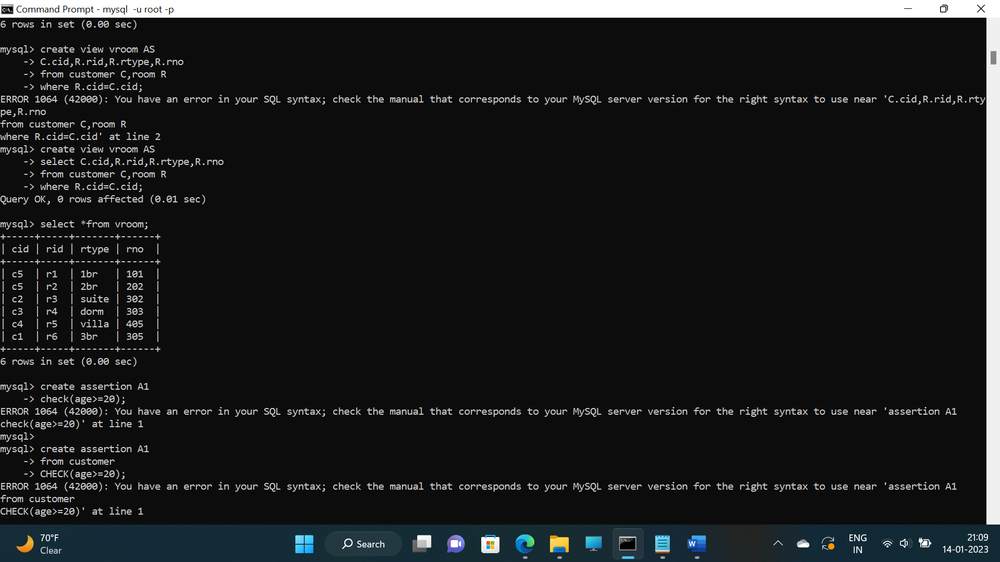 Command Prompt - mysql  -u root -p
6 rows in set (0.00 sec)
mysql> create view vroom AS
    -> C.cid,R.rid,R.rtype,R.rno
    -> from customer C,room R
    -> where R.cid=C.cid;
ERROR 1064 (42000): You have an error in your SQL syntax; check the manual that corresponds to your MySQL server version for the right syntax to use near 'C.cid,R.rid,R.rty
pe,R.rno
from customer C,room R
where R.cid=C.cid' at line 2
mysql> create view vroom AS
    -> select C.cid,R.rid,R.rtype,R.rno
    -> from customer C,room R
    -> where R.cid=C.cid;
Query OK, 0 rows affected (0.01 sec)
mysql> select *from vroom;
+-----+-----+-------+------+
| cid | rid | rtype | rno  |
+-----+-----+-------+------+
| c5  | r1  | 1br   | 101  |
| c5  | r2  | 2br   | 202  |
| c2  | r3  | suite | 302  |
| c3  | r4  | dorm  | 303  |
| c4  | r5  | villa | 405  |
| c1  | r6  | 3br   | 305  |
+-----+-----+-------+------+
6 rows in set (0.00 sec)
mysql> create assertion A1
    -> check(age>=20);
ERROR 1064 (42000): You have an error in your SQL syntax; check the manual that corresponds to your MySQL server version for the right syntax to use near 'assertion A1
check(age>=20)' at line 1
mysql>
mysql> create assertion A1
    -> from customer
    -> CHECK(age>=20);
ERROR 1064 (42000): You have an error in your SQL syntax; check the manual that corresponds to your MySQL server version for the right syntax to use near 'assertion A1
from customer
CHECK(age>=20)' at line 1
70°F
Clear
Search
ENG
IN
21:09
14-01-2023